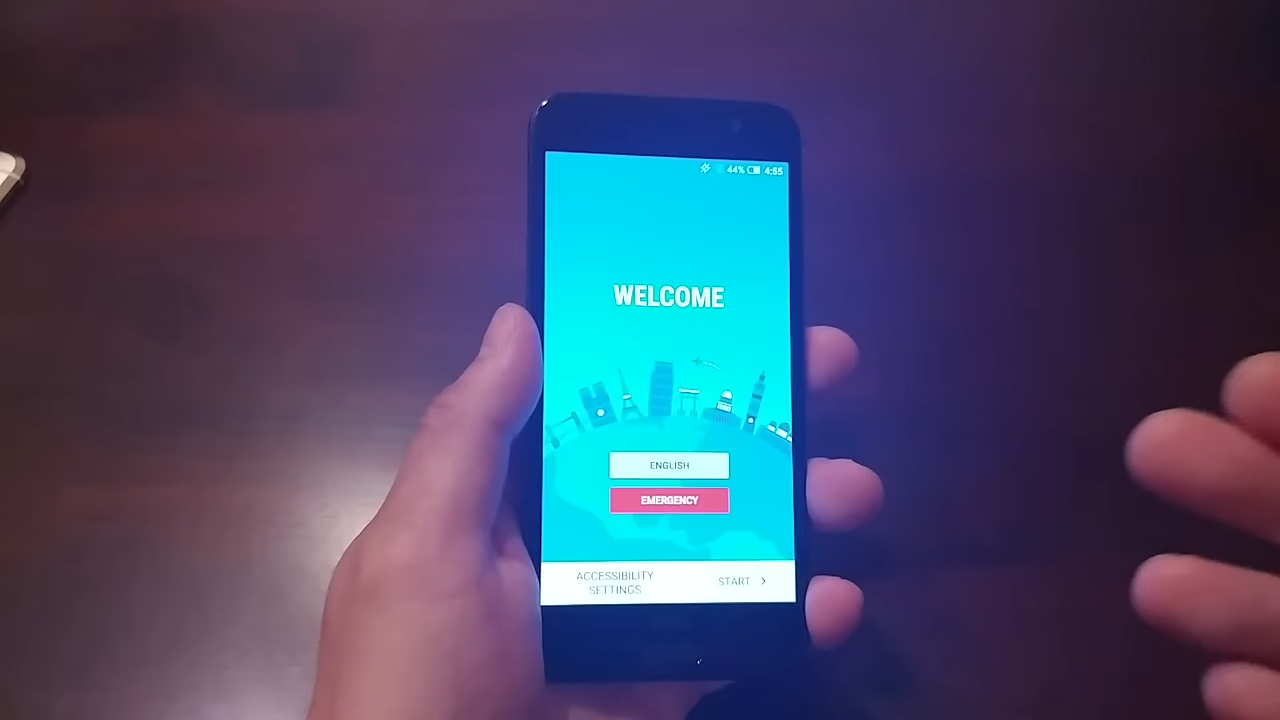 44% 4:55
WELCOME
ENGLISH
EMERGENCY
ACCESSIBILITY
SETTINGS
START